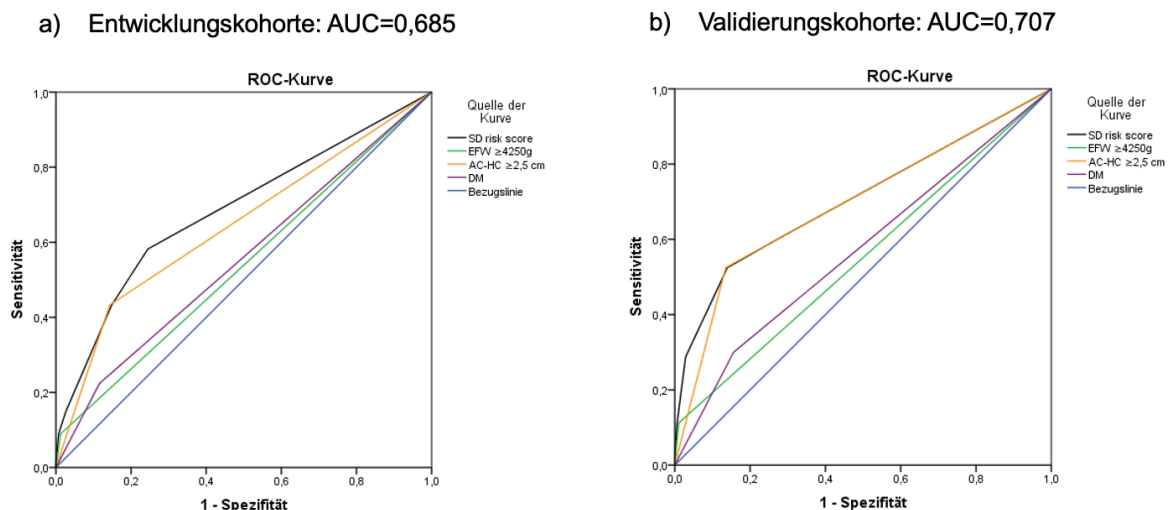 a) Entwicklungskohorte: AUC=0,685
ROC-Kurve
1,0
0,8
0,6
0,4
0,2
0,0
Sensitivität
0,0 0,2 0,4 0,6 0,8 1,0
1 - Spezifität
Quelle der
Kurve
SD risk score
EFW ≥4250g
AC-HC ≥2,5 cm
DM
Bezugslinie
b) Validierungskohorte: AUC=0,707
ROC-Kurve
1,0
0,8
0,6
0,4
0,2
0,0
Sensitivität
0,0 0,2 0,4 0,6 0,8 1,0
1 - Spezifität
Quelle der
Kurve
SD risk score
EFW ≥4250g
AC-HC ≥2,5 cm
DM
Bezugslinie